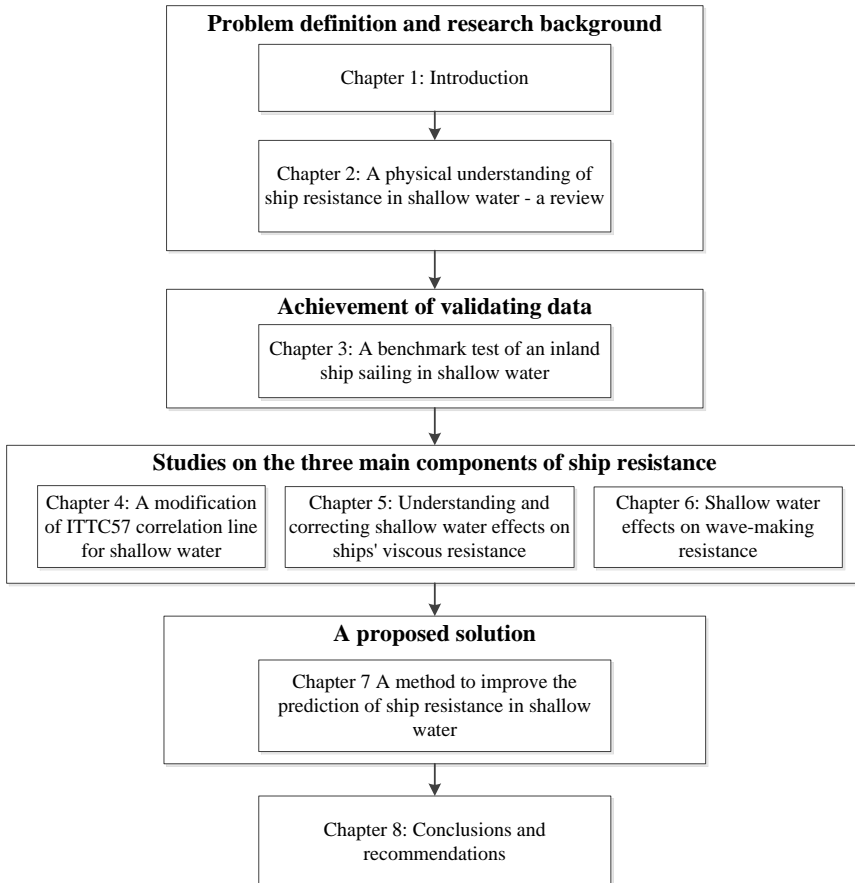 Problem definition and research background
Chapter 1: Introduction
Chapter 2: A physical understanding of
ship resistance in shallow water - a review
Achievement of validating data
Chapter 3: A benchmark test of an inland
ship sailing in shallow water
Studies on the three main components of ship resistance
Chapter 4: A modification
of ITTC57 correlation line
for shallow water
Chapter 5: Understanding and
correcting shallow water effects on
ships' viscous resistance
Chapter 6: Shallow water
effects on wave-making
resistance
A proposed solution
Chapter 7 A method to improve the
prediction of ship resistance in shallow
water
Chapter 8: Conclusions and
recommendations